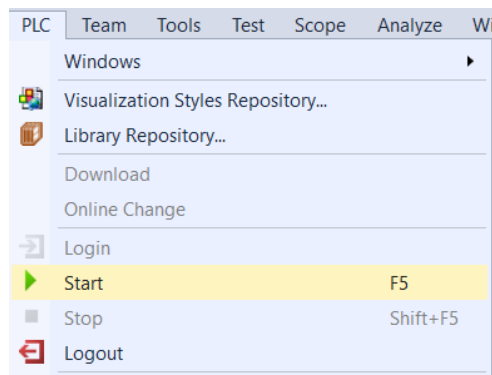 PLC Team Tools Test Scope Analyze
Windows
Visualization Styles Repository...
Library Repository...
Download
Online Change
Login
Start F5
Stop Shift+F5
Logout